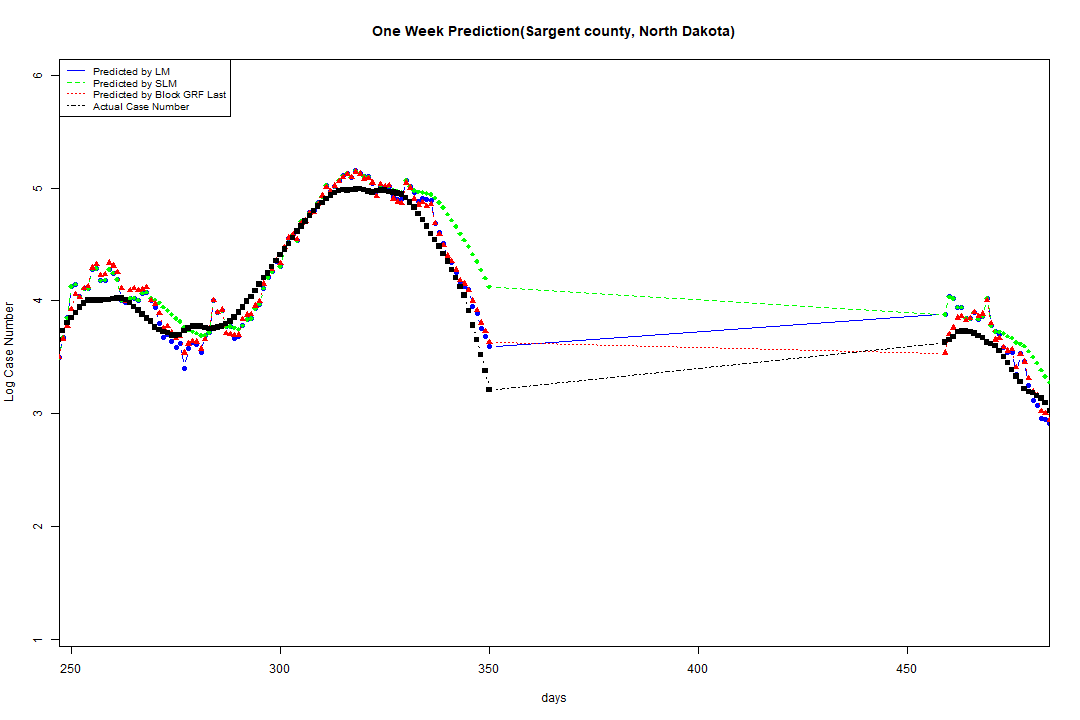 One Week Prediction(Sargent county, North Dakota)
Predicted by LM
Predicted by SLM
Predicted by Block GRF Last
Actual Case Number
6
5
4
3
2
1
Log Case Number
250
300
350
400
450
days